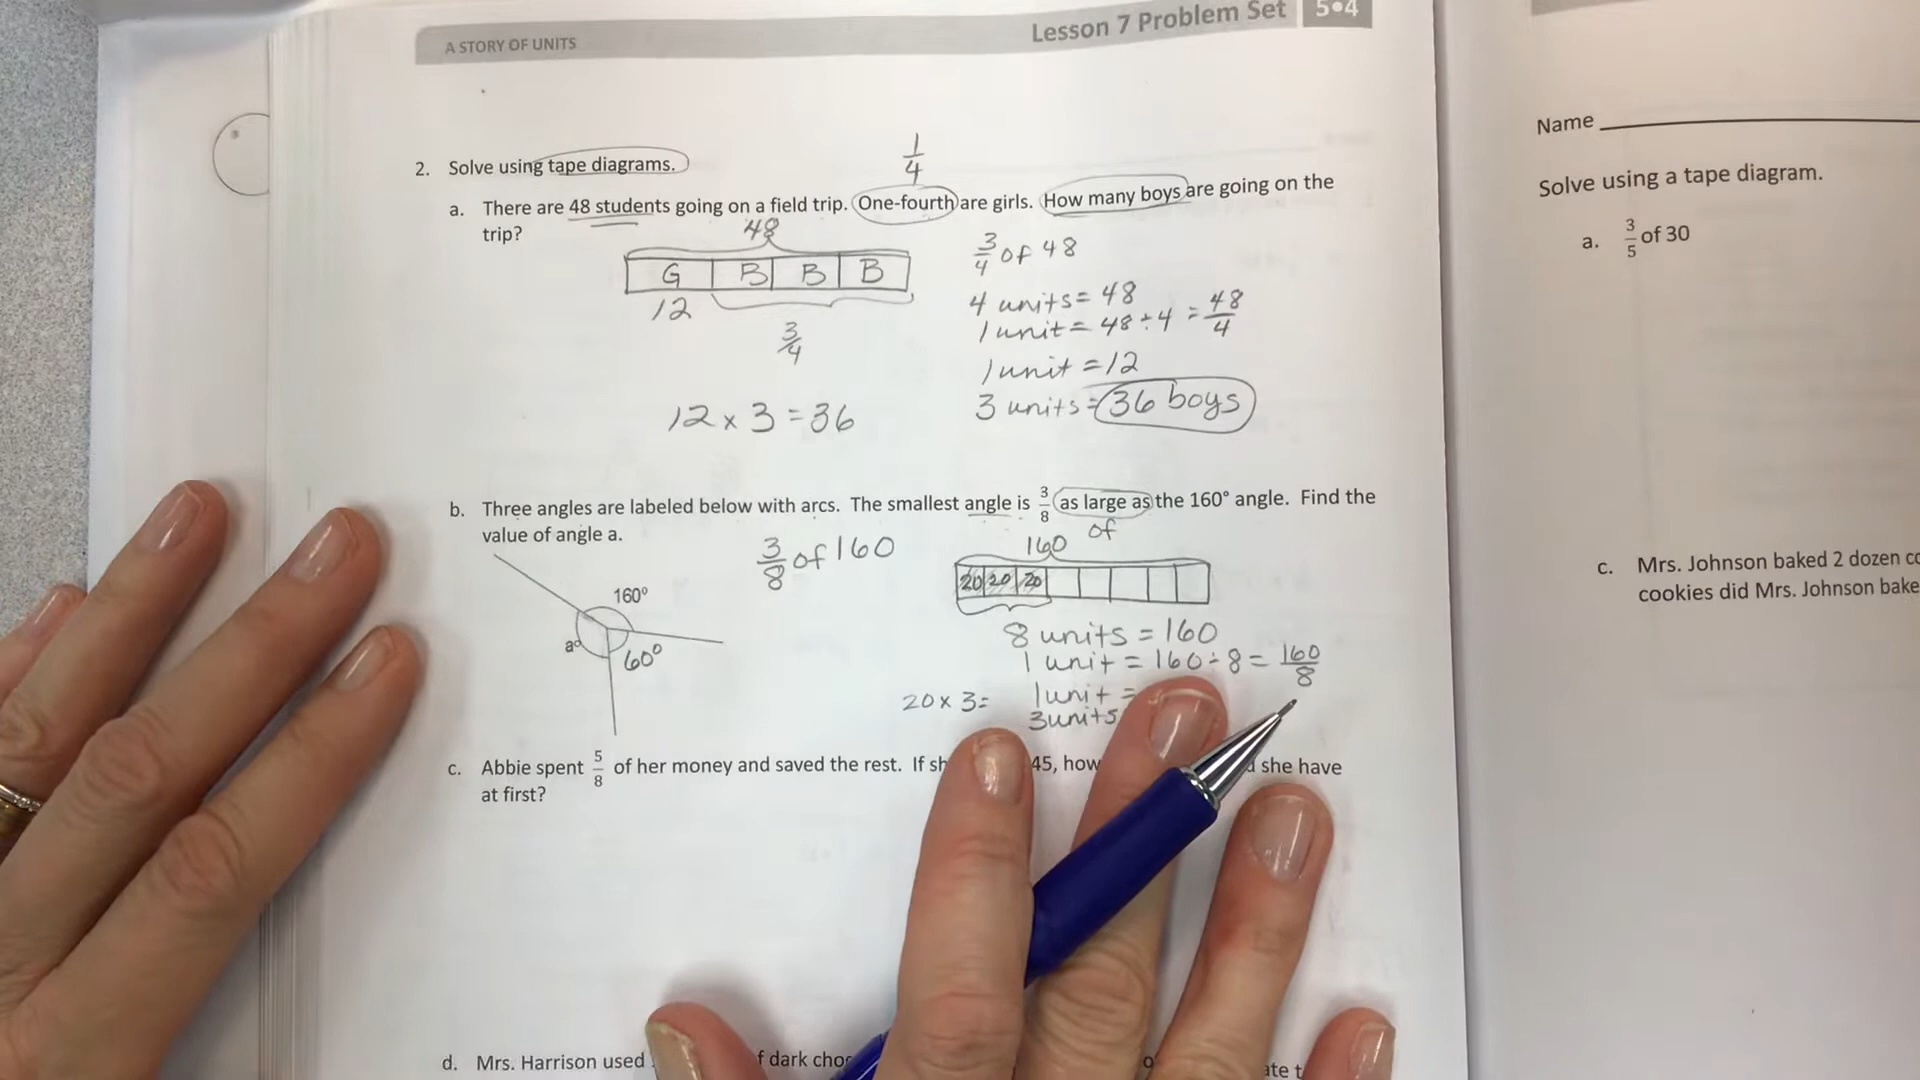 A STORY OF UNITS
Lesson 7 Problem Set 5•4
2. Solve using tape diagrams.
1/4
a. There are 48 students going on a field trip. One-fourth are girls. How many boys are going on the
trip?
48
G B B B
12
3/4
12 x 3 = 36
3/4 of 48
4 units = 48
1 unit = 48 ÷ 4 = 48/4
1 unit = 12
3 units = 36 boys
b. Three angles are labeled below with arcs. The smallest angle is 3/8 as large as the 160° angle. Find the
value of angle a.
of
3/8 of 160
160
20 20 20
160°
a°
60°
8 units = 160
1 unit = 160 ÷ 8 = 160/8
20 x 3 =
1 unit =
3 units
c. Abbie spent 5/8 of her money and saved the rest. If 45, how she have
at first?
d. Mrs. Harrison used dark
Name
Solve using a tape diagram.
a. 3/5 of 30
c. Mrs. Johnson baked 2 dozen
cookies did Mrs. Johnson